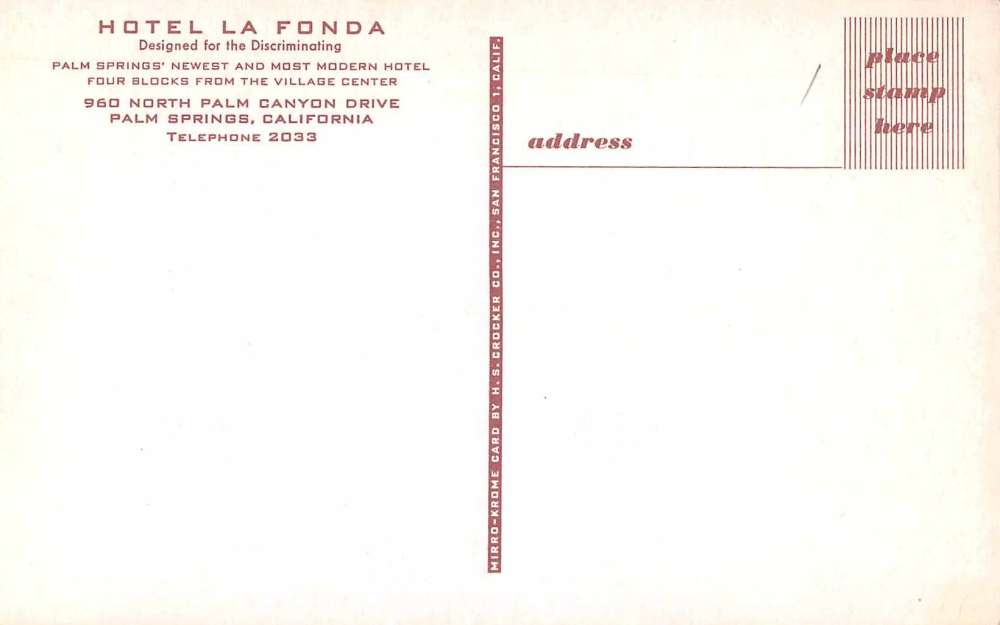 HOTEL LA FONDA
Designed for the Discriminating
PALM SPRINGS' NEWEST AND MOST MODERN HOTEL
FOUR BLOCKS FROM THE VILLAGE CENTER
960 NORTH PALM CANYON DRIVE
PALM SPRINGS, CALIFORNIA
TELEPHONE 2033
MIRRO-KROME CARD BY H. S. CROCKER CO., INC., SAN FRANCISCO 1, CALIF.
address
place
stamp
here